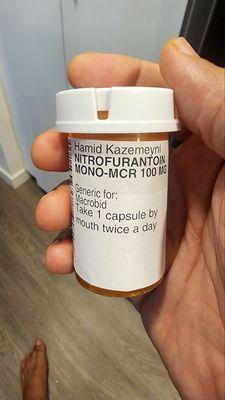 Hamid Kazemeyni
NITROFURANTOIN
MONO-MCR 100 MG
Generic for:
Macrobid
Take 1 capsule by
mouth twice a day